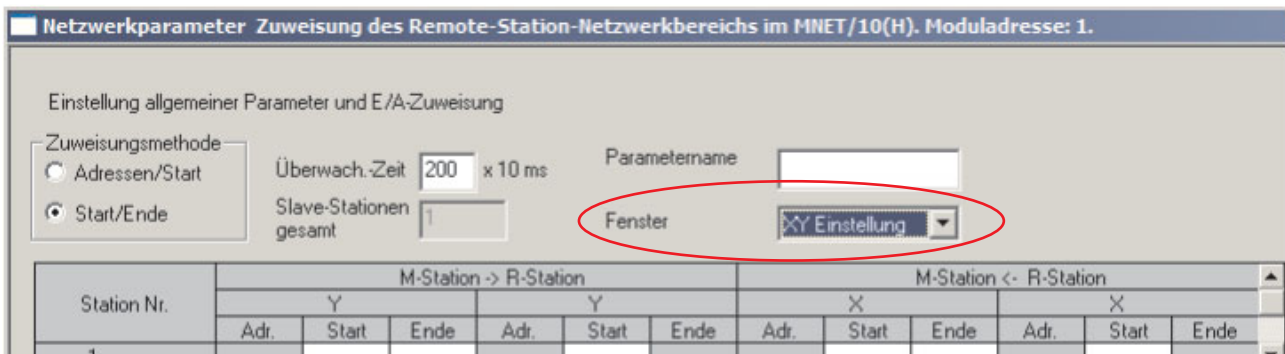 Netzwerkparameter Zuweisung des Remote-Station-Netzwerkbereichs im MNET/10(H). Moduladresse: 1.
Einstellung allgemeiner Parameter und E/A-Zuweisung
Zuweisungsmethode
Adressen/Start
Start/Ende
Überwach.-Zeit 200 x 10 ms
Slave-Stationen gesamt 1
Parametername
Fenster XY Einstellung
Station Nr.
M-Station -> R-Station M-Station <- R-Station
Y Y X X
Adr. Start Ende Adr. Start Ende Adr. Start Ende Adr. Start Ende